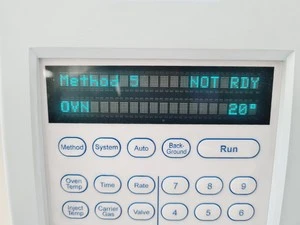 Method 5 NOT RDY
OVN 20°
Method System Auto Back-
Ground Run
Oven
Temp Time Rate 7 8 9
Inject
Temp Carrier
Gas Valve 4 5 6